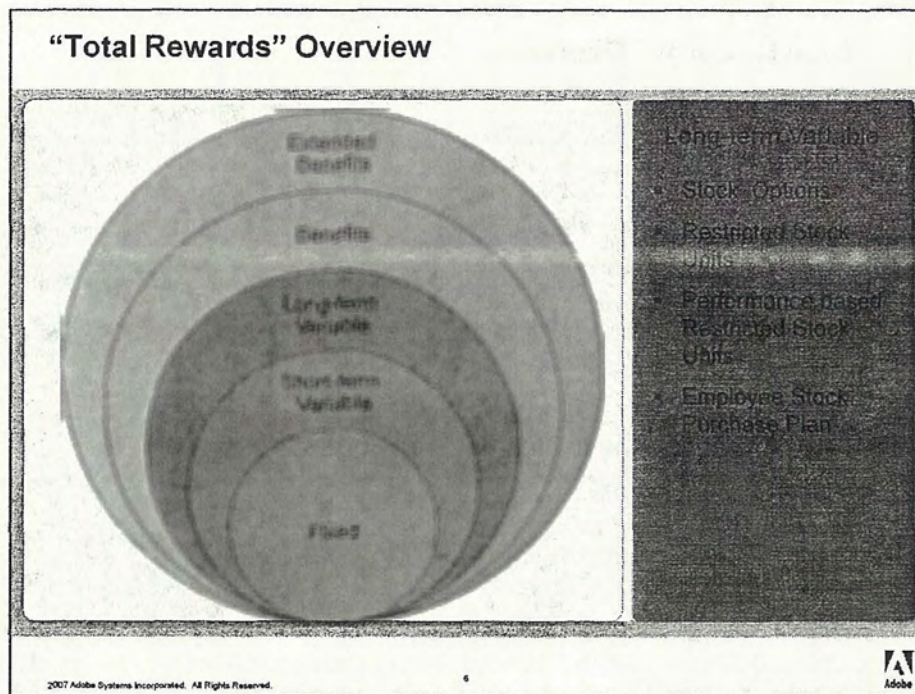 “Total Rewards” Overview
Extended
Benefits
Benefits
Long-term
Variable
Short-term
Variable
Fixed
Long-term Variable
• Stock Options
• Restricted Stock
Units
• Performance based
Restricted Stock
Units
• Employee Stock
Purchase Plan
2007 Adobe Systems Incorporated. All Rights Reserved.
6
Adobe